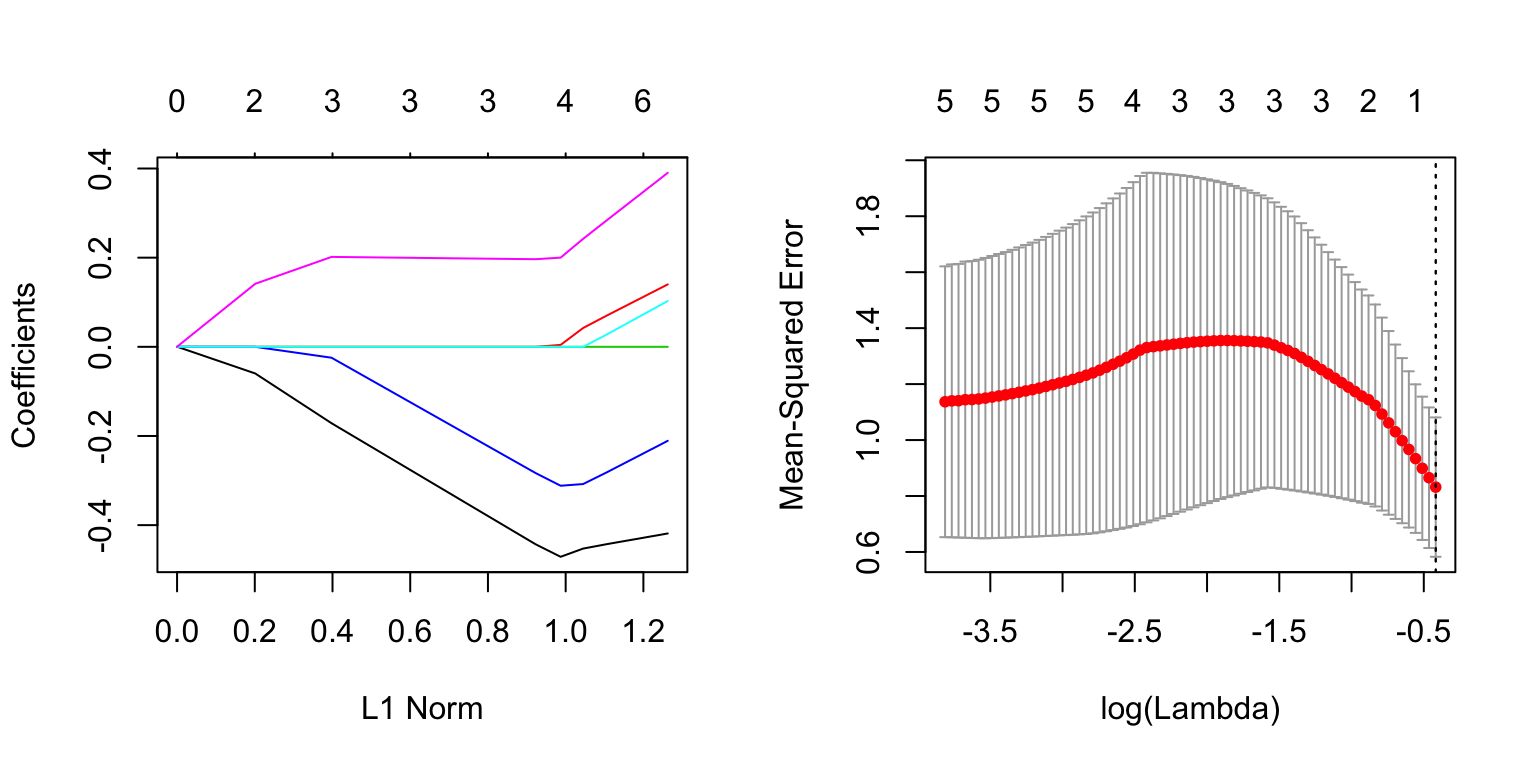 0 2 3 3 3 4 6
0.4
0.2
0.0
-0.2
-0.4
Coefficients
0.0 0.2 0.4 0.6 0.8 1.0 1.2
L1 Norm
5 5 5 5 4 3 3 3 3 2 1
1.8
1.4
1.0
0.6
Mean-Squared Error
-3.5 -2.5 -1.5 -0.5
log(Lambda)